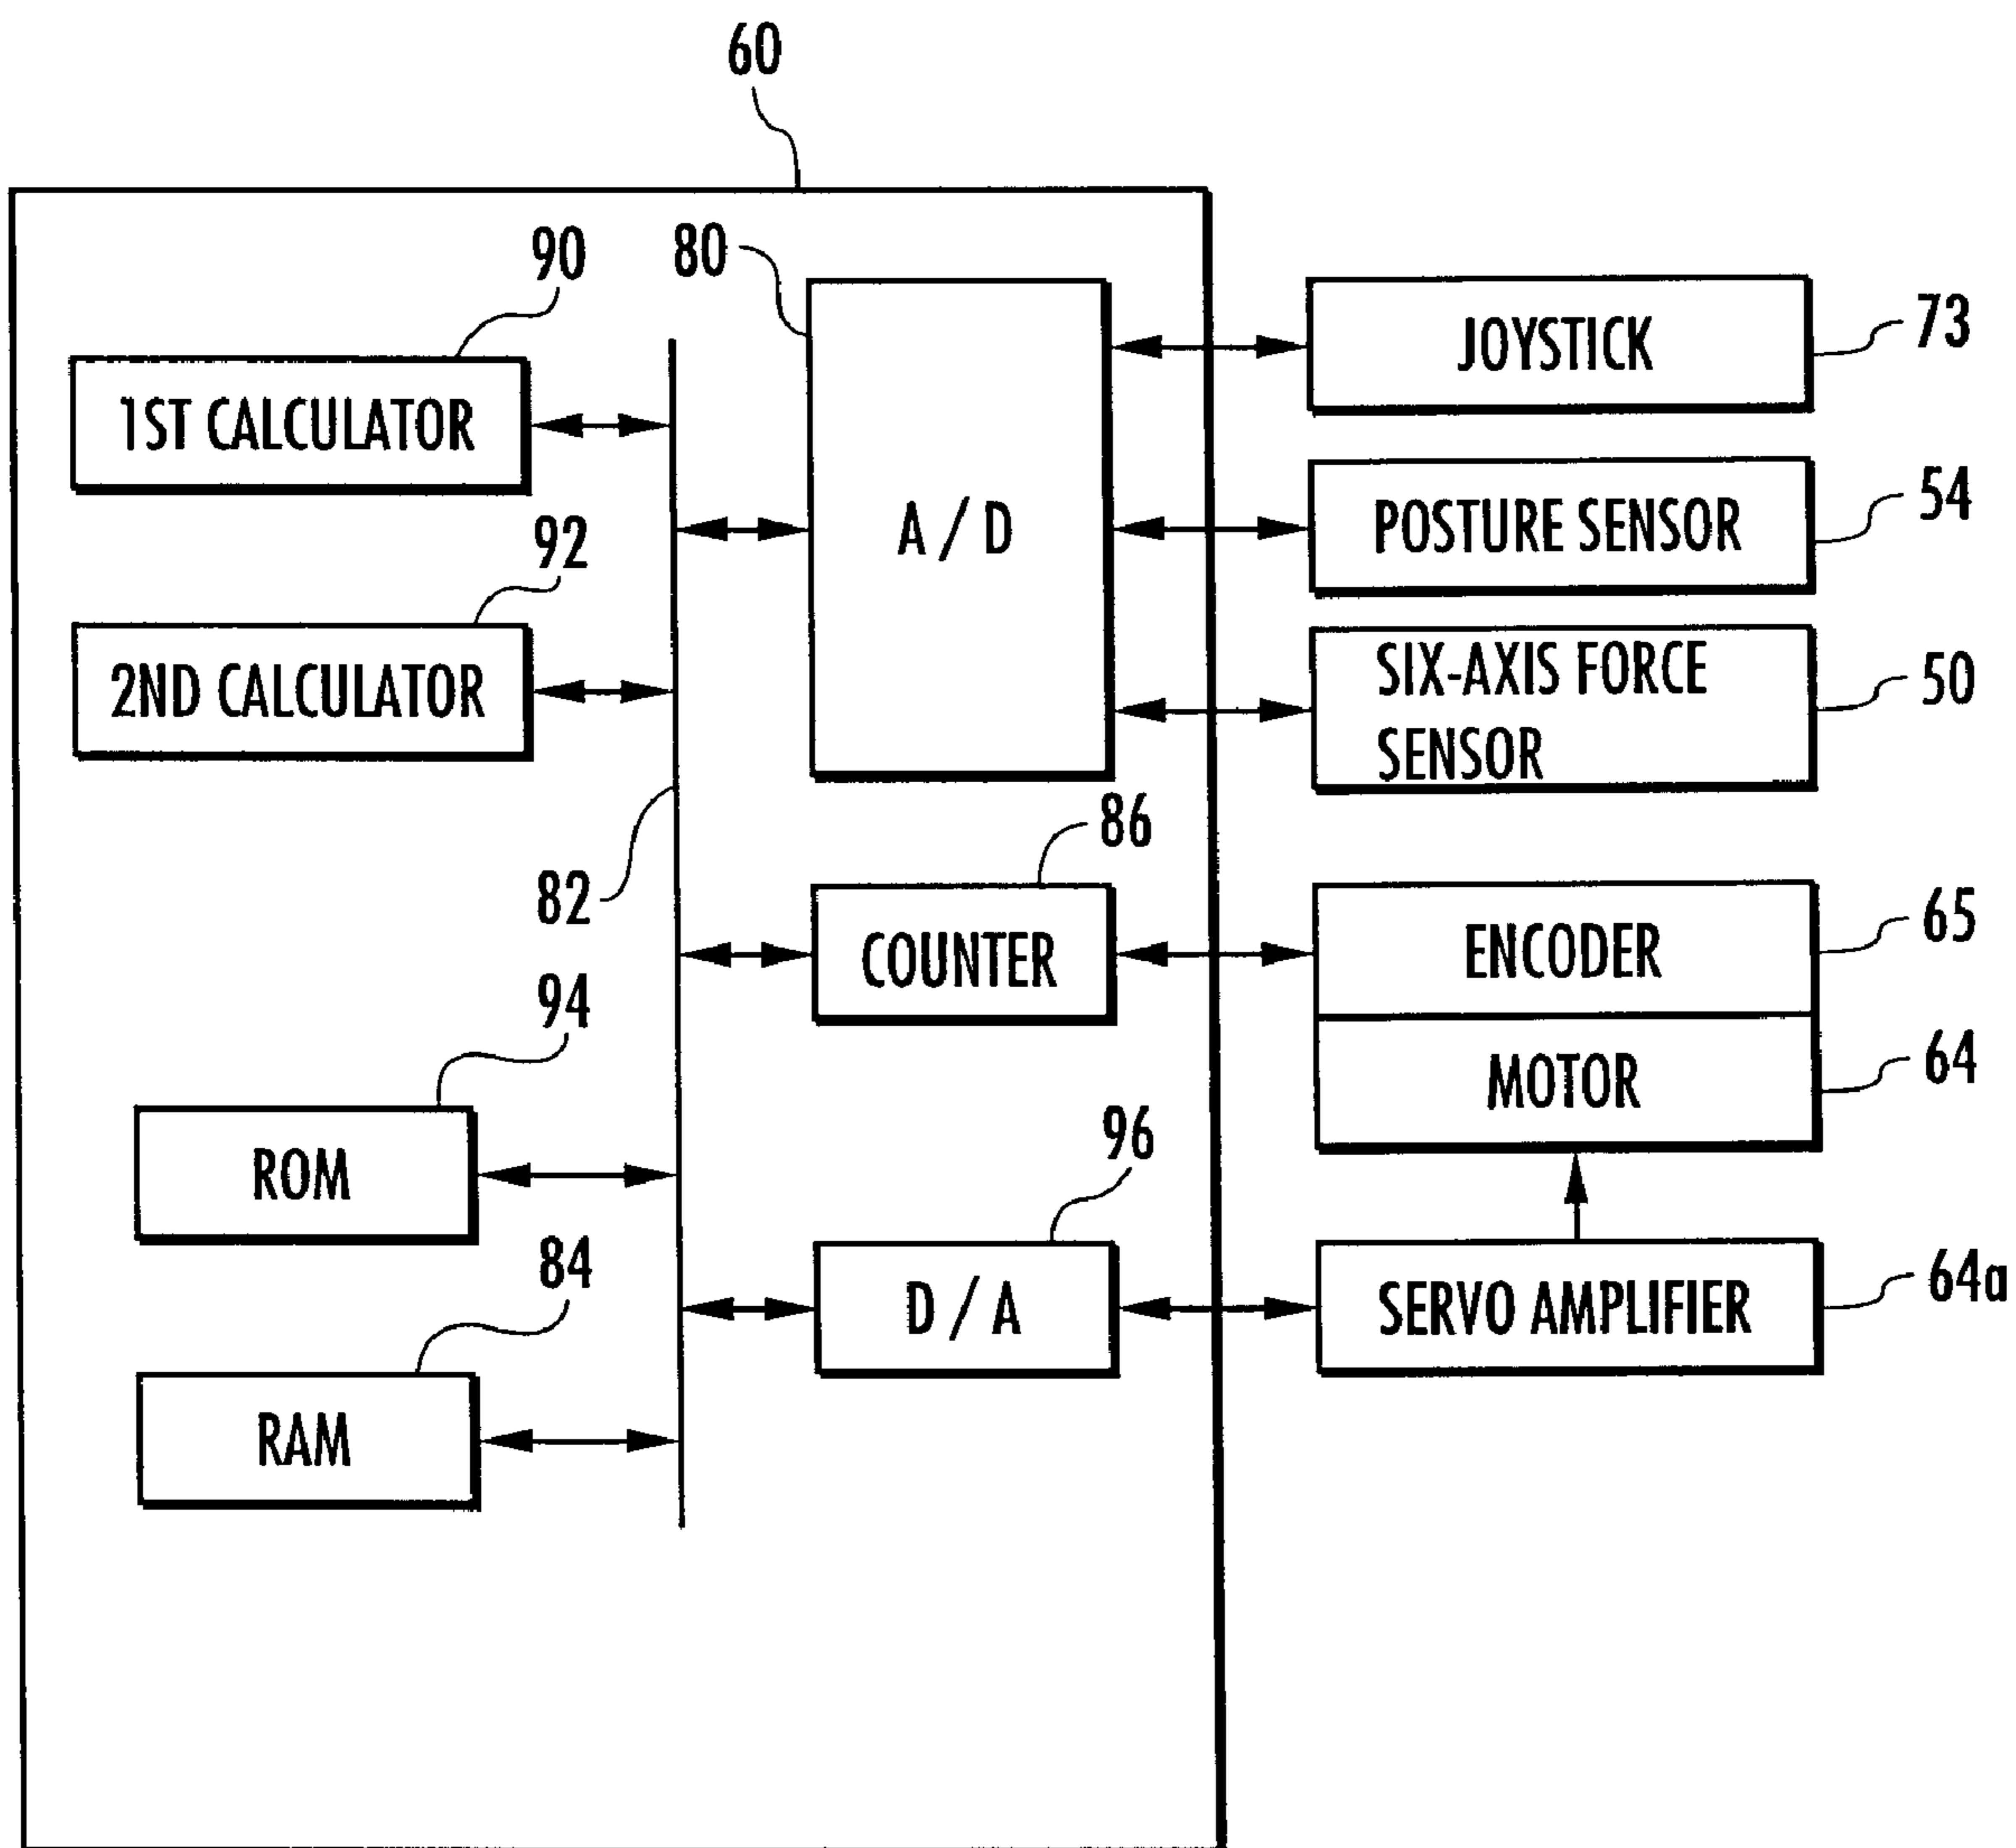 60
90
80
JOYSTICK
73
1ST CALCULATOR
A / D
POSTURE SENSOR
54
92
2ND CALCULATOR
SIX-AXIS FORCE
SENSOR
50
86
82
COUNTER
ENCODER
65
94
MOTOR
64
96
ROM
84
D / A
SERVO AMPLIFIER
64a
RAM